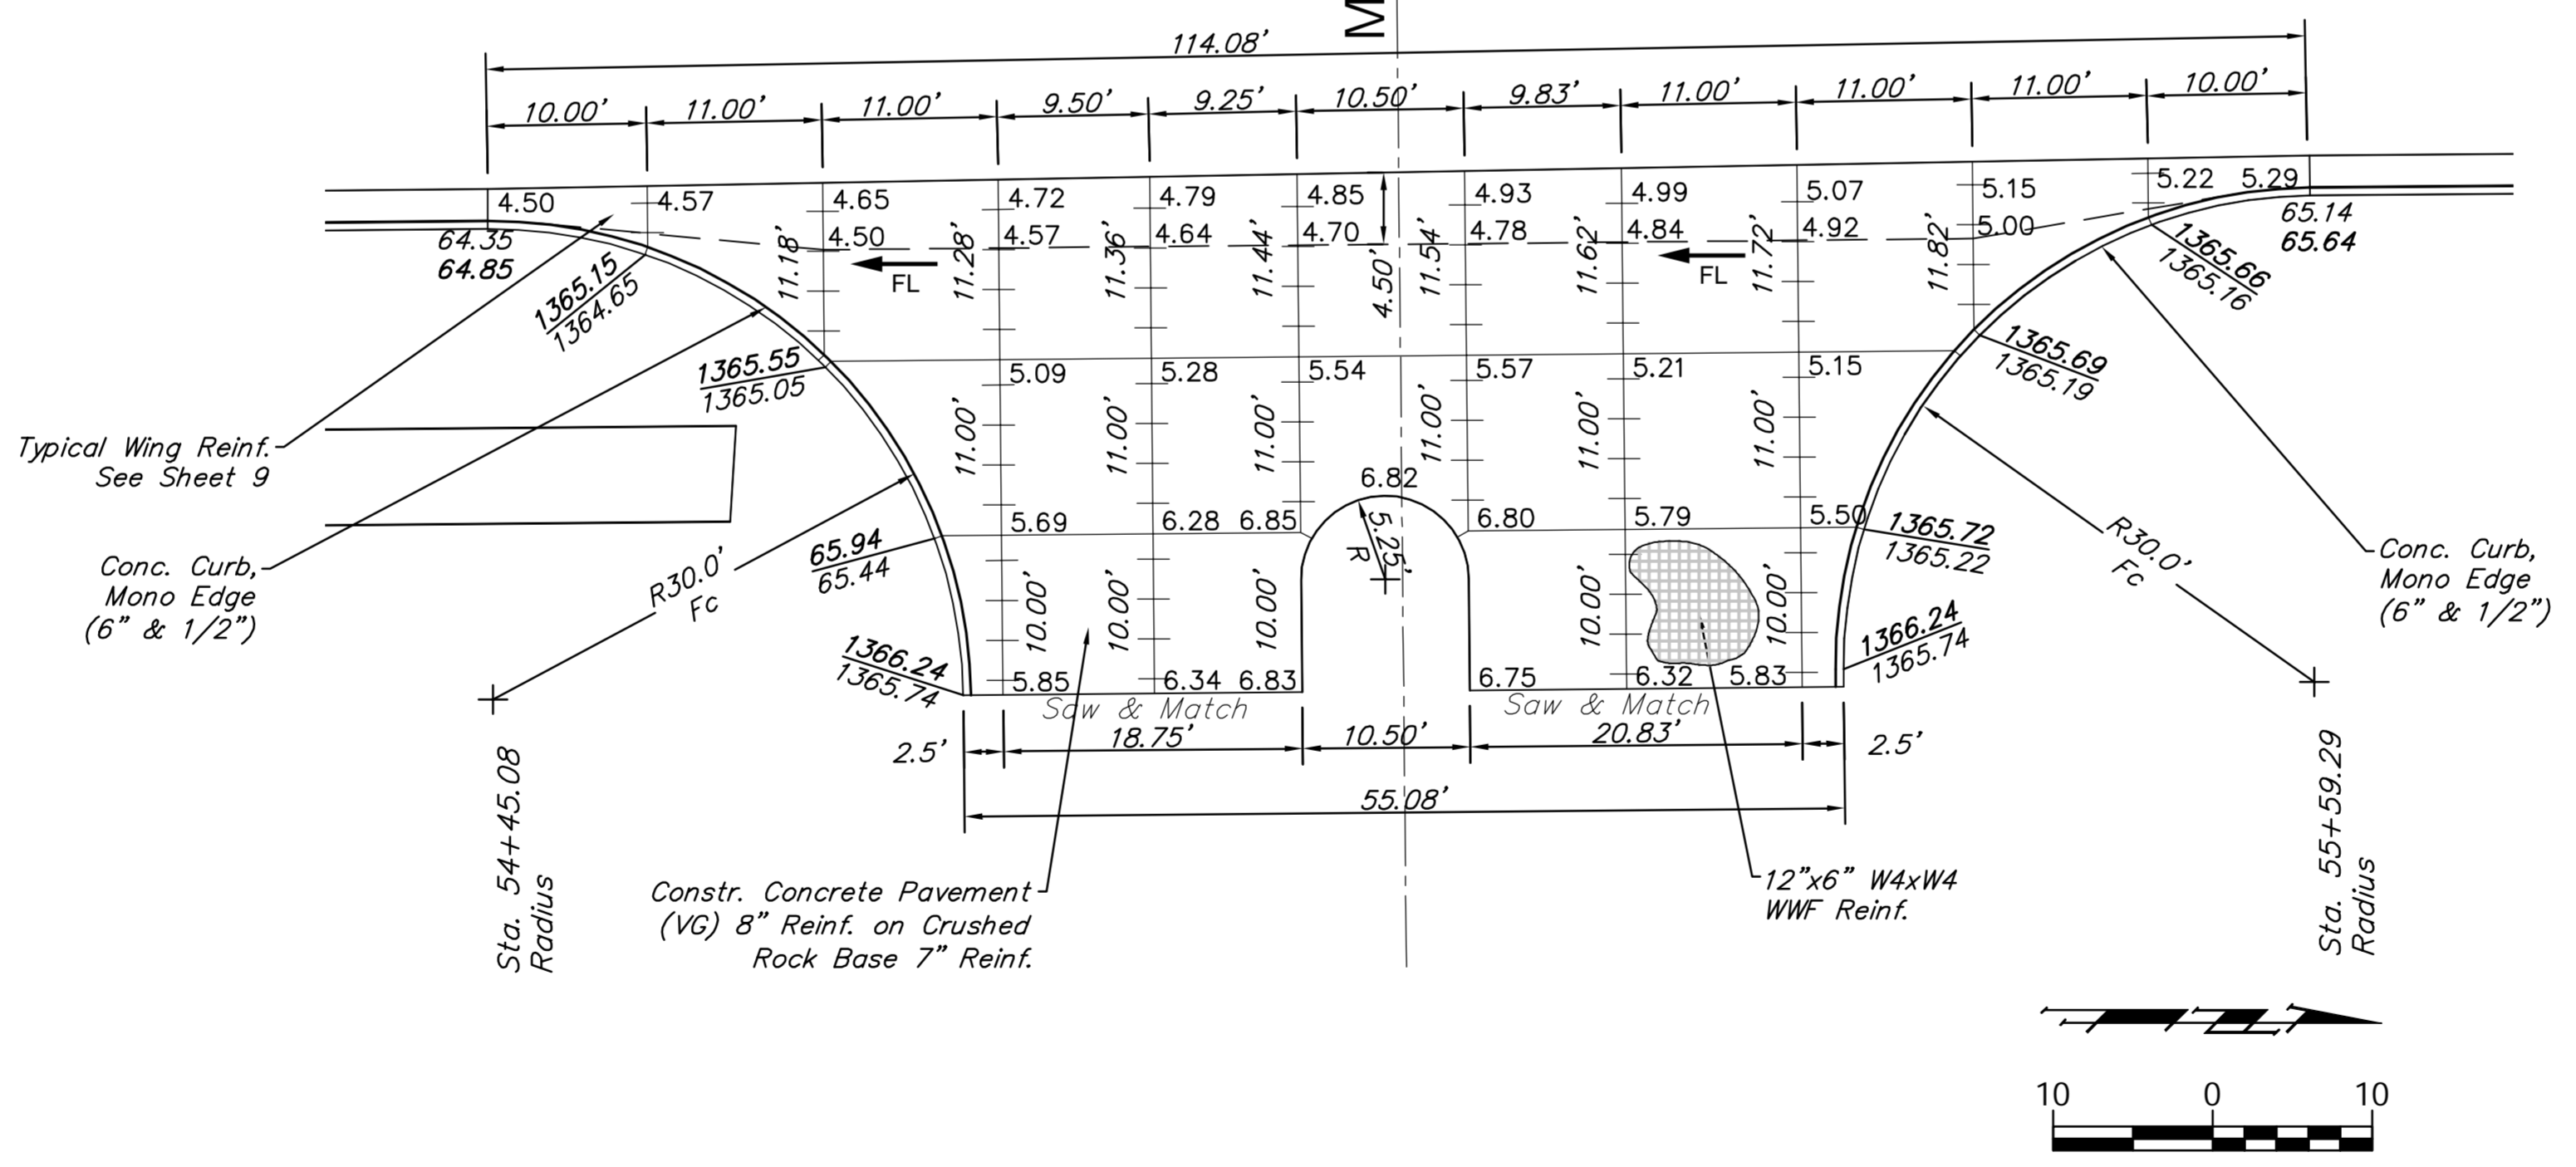 M
114.08'
10.00' 11.00' 11.00' 9.50' 9.25' 10.50' 9.83' 11.00' 11.00' 11.00' 10.00'
4.50 4.57 4.65 4.72 4.79 4.85 4.93 4.99 5.07 5.15 5.22 5.29
4.50 4.57 4.64 4.70 4.78 4.84 4.92 5.00
64.35
64.85
65.14
65.64
11.18' 11.28' 11.36' 11.44' 4.50' 11.54' 11.62' 11.72' 11.82'
FL
FL
1365.15
1364.65
1365.66
1365.16
1365.55
1365.05
1365.69
1365.19
5.09 5.28 5.54 5.57 5.21 5.15
11.00' 11.00' 11.00' 11.00' 11.00' 11.00'
Typical Wing Reinf.
See Sheet 9
6.82
5.25'
R
5.69 6.28 6.85 6.80 5.79 5.50
65.94
65.44
1365.72
1365.22
Conc. Curb,
Mono Edge
(6" & 1/2")
R30.0'
Fc
R30.0'
Fc
Conc. Curb,
Mono Edge
(6" & 1/2")
10.00' 10.00' 10.00' 10.00' 10.00'
1366.24
1365.74
1366.24
1365.74
5.85 6.34 6.83 6.75 6.32 5.83
Saw & Match
Saw & Match
2.5' 18.75' 10.50' 20.83' 2.5'
55.08'
Sta. 54+45.08
Radius
Sta. 55+59.29
Radius
Constr. Concrete Pavement
(VG) 8" Reinf. on Crushed
Rock Base 7" Reinf.
12"x6" W4xW4
WWF Reinf.
10 0 10